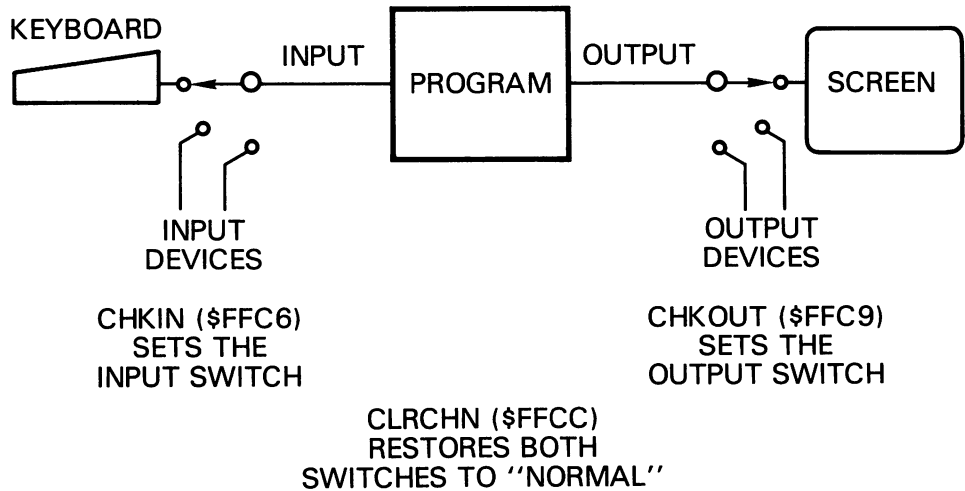 KEYBOARD
INPUT
PROGRAM
OUTPUT
SCREEN
INPUT
DEVICES
OUTPUT
DEVICES
CHKIN ($FFC6)
SETS THE
INPUT SWITCH
CHKOUT ($FFC9)
SETS THE
OUTPUT SWITCH
CLRCHN ($FFCC)
RESTORES BOTH
SWITCHES TO ''NORMAL''